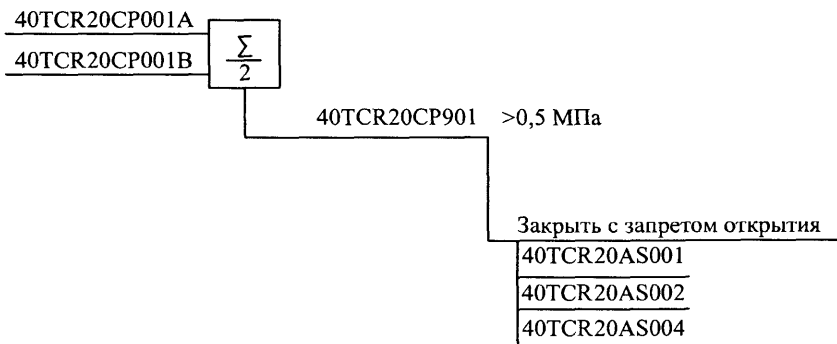 40TCR20CP001A
40TCR20CP001B
Σ
2
40TCR20CP901 >0,5 МПа
Закрыть с запретом открытия
40TCR20AS001
40TCR20AS002
40TCR20AS004